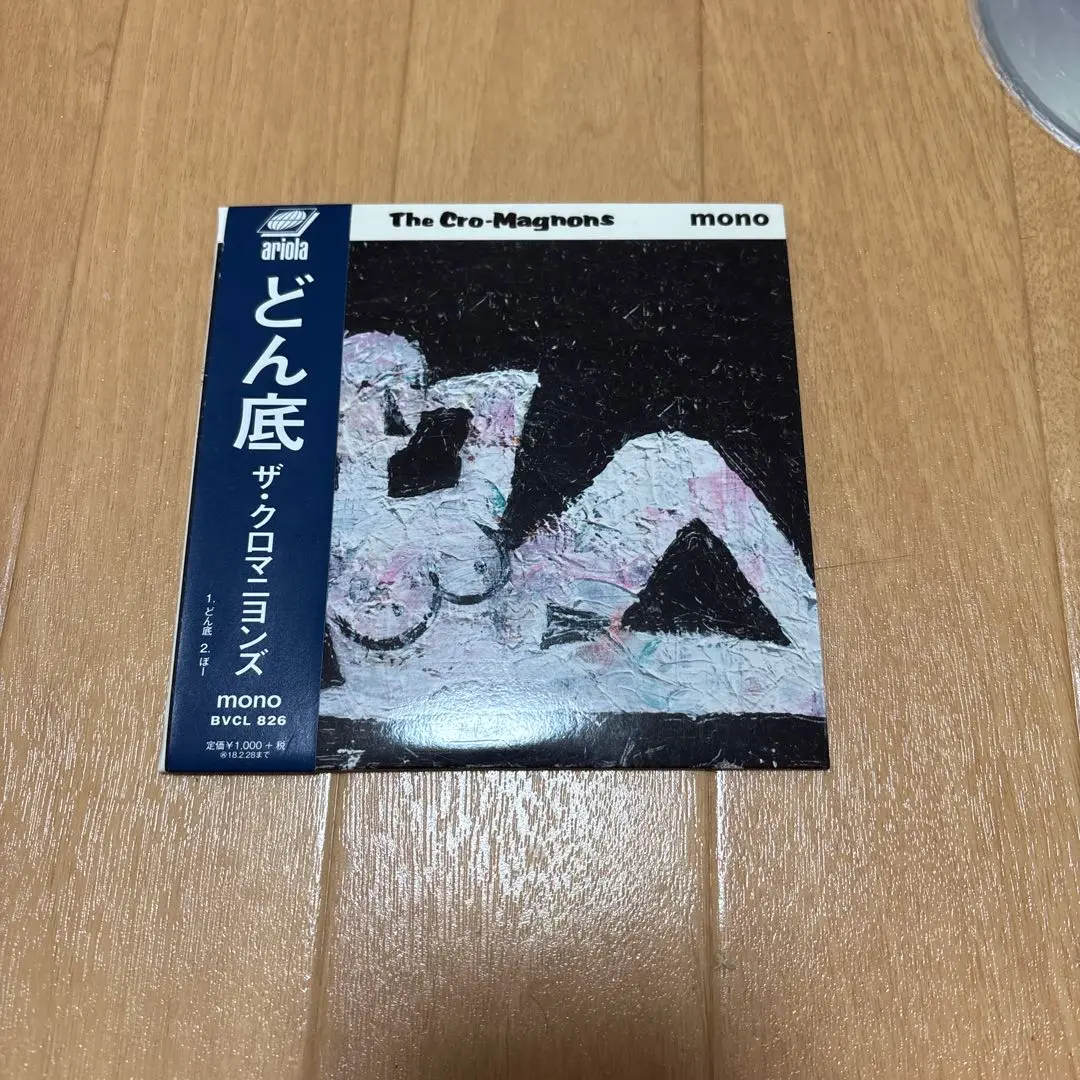 The Cro-Magnons
mono
ariola
どん底
ザ・クロマニヨンズ
1. どん底 2. ぼー
mono
BVCL 826
定価￥1,000 + 税
Ⓚ18.2.28まで